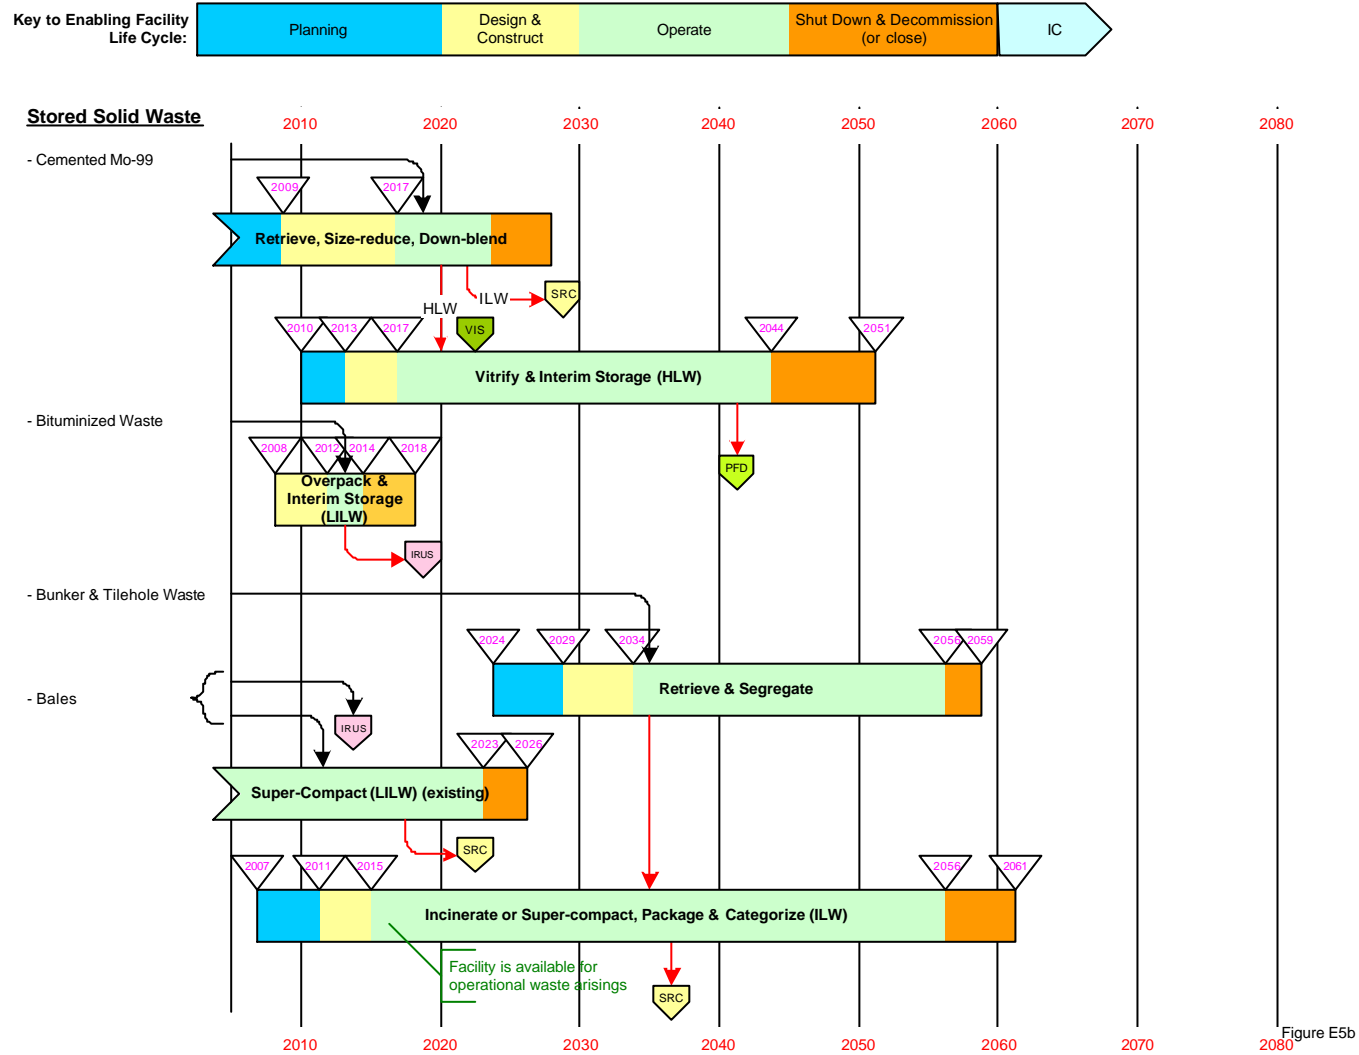 Key to Enabling Facility
Life Cycle:
Planning
Design &
Construct
Operate
Shut Down & Decommission
(or close)
IC
Stored Solid Waste
2010 2020 2030 2040 2050 2060 2070 2080
- Cemented Mo-99
2009 2017
Retrieve, Size-reduce, Down-blend
HLW
ILW
SRC
2010 2013 2017 VIS 2044 2051
Vitrify & Interim Storage (HLW)
- Bituminized Waste
2008 2012 2014 2018
PFD
Overpack &
Interim Storage
(LILW)
IRUS
- Bunker & Tilehole Waste
2024 2029 2034 2056 2059
Retrieve & Segregate
- Bales
IRUS
2023 2026
Super-Compact (LILW) (existing)
SRC
2007 2011 2015 2056 2061
Incinerate or Super-compact, Package & Categorize (ILW)
Facility is available for
operational waste arisings
SRC
Figure E5b
2010 2020 2030 2040 2050 2060 2070 2080